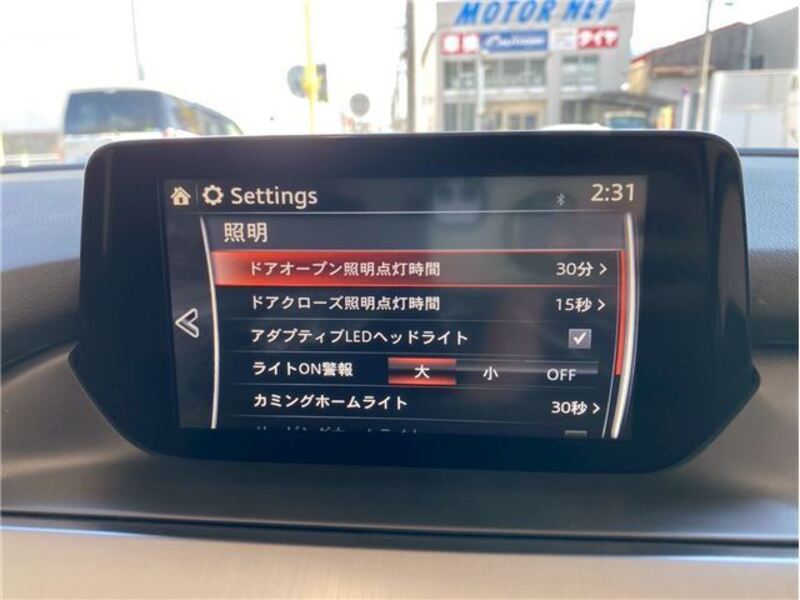 MOTOR NET
車検
タイヤ
Settings
2:31
照明
ドアオープン照明点灯時間 30分
ドアクローズ照明点灯時間 15秒
アダプティブLEDヘッドライト
ライトON警報 大 小 OFF
カミングホームライト 30秒